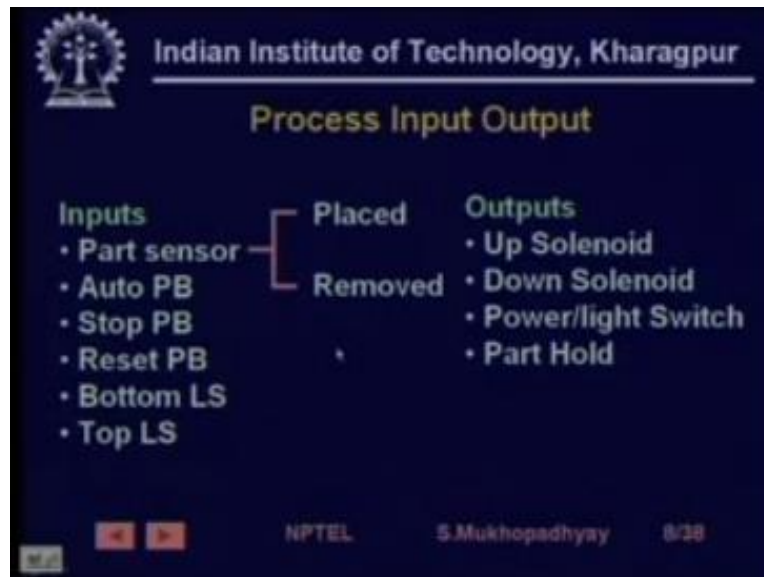 Indian Institute of Technology, Kharagpur
Process Input Output
Inputs
• Part sensor
• Auto PB
• Stop PB
• Reset PB
• Bottom LS
• Top LS
Placed
Removed
Outputs
• Up Solenoid
• Down Solenoid
• Power/light Switch
• Part Hold
NPTEL S.Mukhopadhyay 8/38